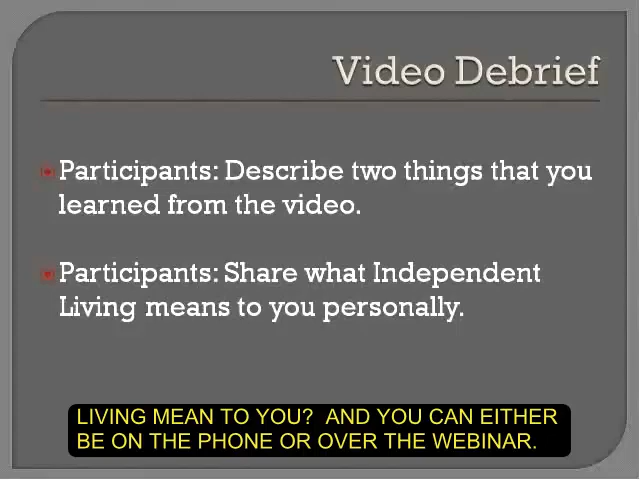 Video Debrief
Participants: Describe two things that you
learned from the video.
Participants: Share what Independent
Living means to you personally.
LIVING MEAN TO YOU?  AND YOU CAN EITHER
BE ON THE PHONE OR OVER THE WEBINAR.